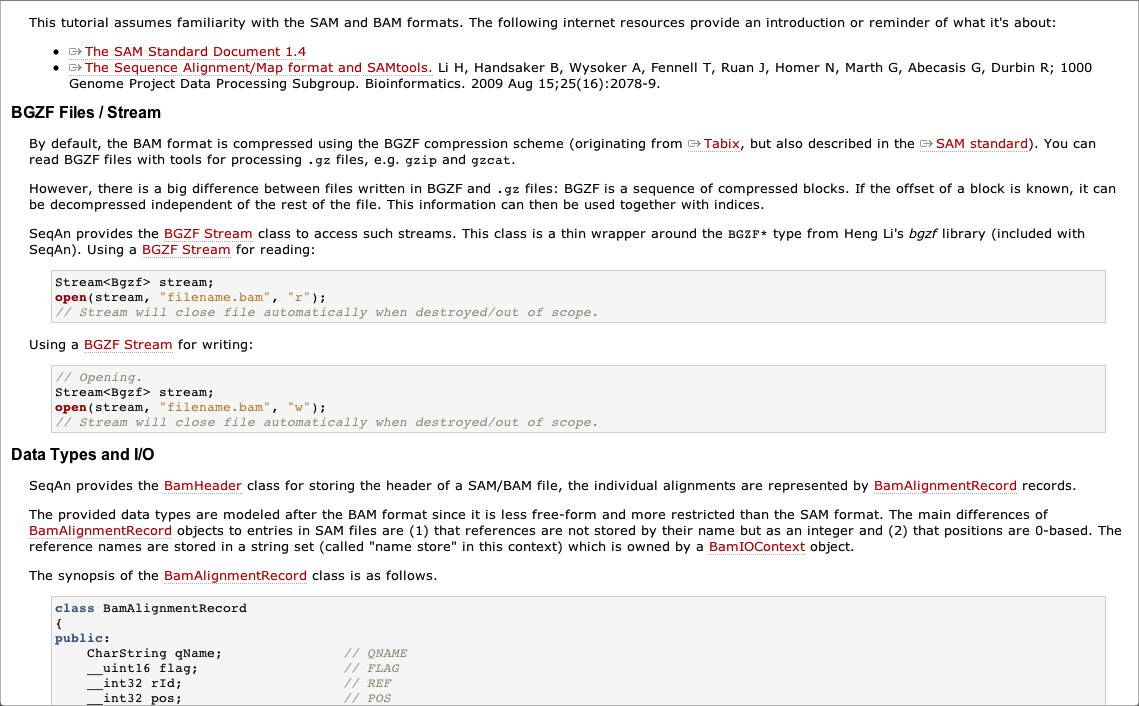 This tutorial assumes familiarity with the SAM and BAM formats. The following internet resources provide an introduction or reminder of what it's about:
• The SAM Standard Document 1.4
• The Sequence Alignment/Map format and SAMtools. Li H, Handsaker B, Wysoker A, Fennell T, Ruan J, Homer N, Marth G, Abecasis G, Durbin R; 1000
Genome Project Data Processing Subgroup. Bioinformatics. 2009 Aug 15;25(16):2078-9.
BGZF Files / Stream
By default, the BAM format is compressed using the BGZF compression scheme (originating from Tabix, but also described in the SAM standard). You can
read BGZF files with tools for processing .gz files, e.g. gzip and gzcat.
However, there is a big difference between files written in BGZF and .gz files: BGZF is a sequence of compressed blocks. If the offset of a block is known, it can
be decompressed independent of the rest of the file. This information can then be used together with indices.
SeqAn provides the BGZF Stream class to access such streams. This class is a thin wrapper around the BGZF* type from Heng Li's bgzf library (included with
SeqAn). Using a BGZF Stream for reading:
Stream<Bgzf> stream;
open(stream, "filename.bam", "r");
// Stream will close file automatically when destroyed/out of scope.
Using a BGZF Stream for writing:
// Opening.
Stream<Bgzf> stream;
open(stream, "filename.bam", "w");
// Stream will close file automatically when destroyed/out of scope.
Data Types and I/O
SeqAn provides the BamHeader class for storing the header of a SAM/BAM file, the individual alignments are represented by BamAlignmentRecord records.
The provided data types are modeled after the BAM format since it is less free-form and more restricted than the SAM format. The main differences of
BamAlignmentRecord objects to entries in SAM files are (1) that references are not stored by their name but as an integer and (2) that positions are 0-based. The
reference names are stored in a string set (called "name store" in this context) which is owned by a BamIOContext object.
The synopsis of the BamAlignmentRecord class is as follows.
class BamAlignmentRecord
{
public:
    CharString qName;               // QNAME
    __uint16 flag;                  // FLAG
    __int32 rId;                    // REF
    __int32 pos;                    // POS